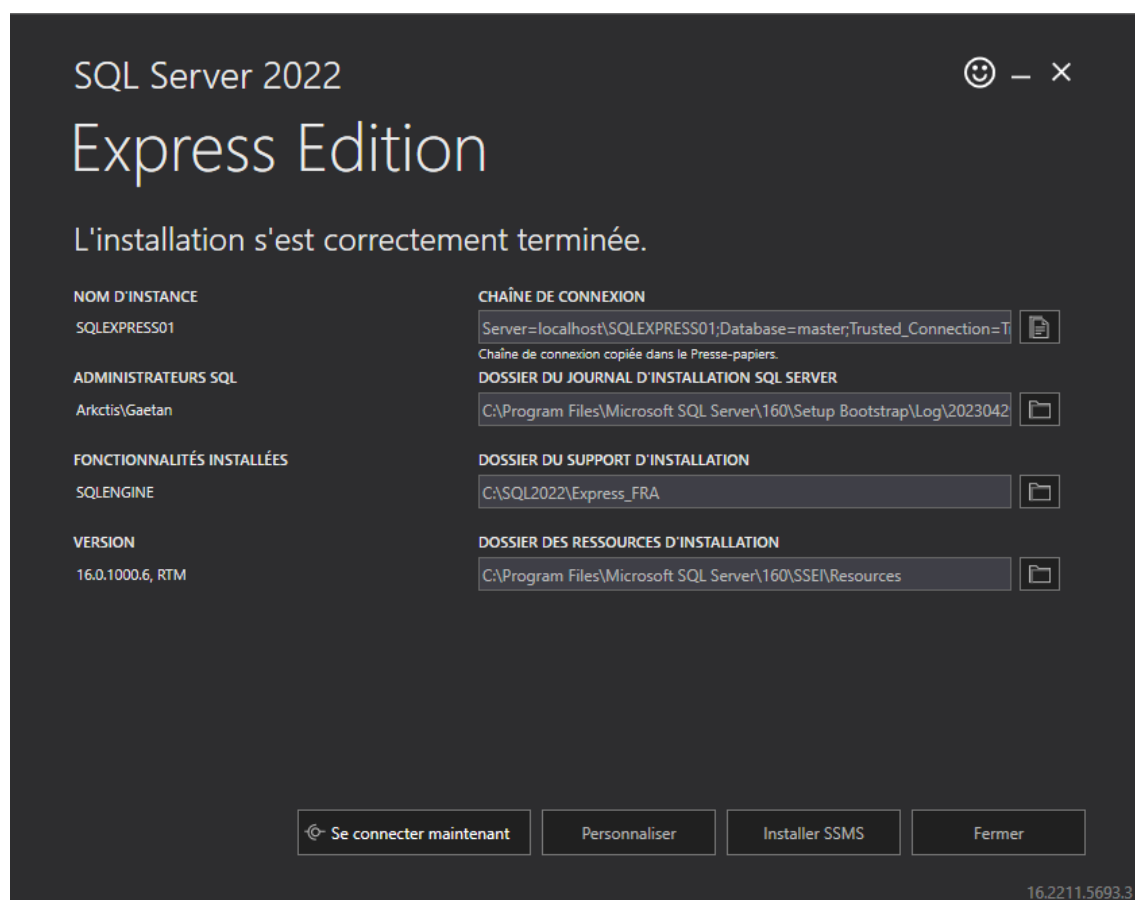 SQL Server 2022
Express Edition
L'installation s'est correctement terminée.
NOM D'INSTANCE
SQLEXPRESS01
CHAÎNE DE CONNEXION
Server=localhost\SQLEXPRESS01;Database=master;Trusted_Connection=T
Chaîne de connexion copiée dans le Presse-papiers.
ADMINISTRATEURS SQL
Arkctis\Gaetan
DOSSIER DU JOURNAL D'INSTALLATION SQL SERVER
C:\Program Files\Microsoft SQL Server\160\Setup Bootstrap\Log\2023042
FONCTIONNALITÉS INSTALLÉES
SQLENGINE
DOSSIER DU SUPPORT D'INSTALLATION
C:\SQL2022\Express_FRA
VERSION
16.0.1000.6, RTM
DOSSIER DES RESSOURCES D'INSTALLATION
C:\Program Files\Microsoft SQL Server\160\SSEI\Resources
Se connecter maintenant
Personnaliser
Installer SSMS
Fermer
16.2211.5693.3